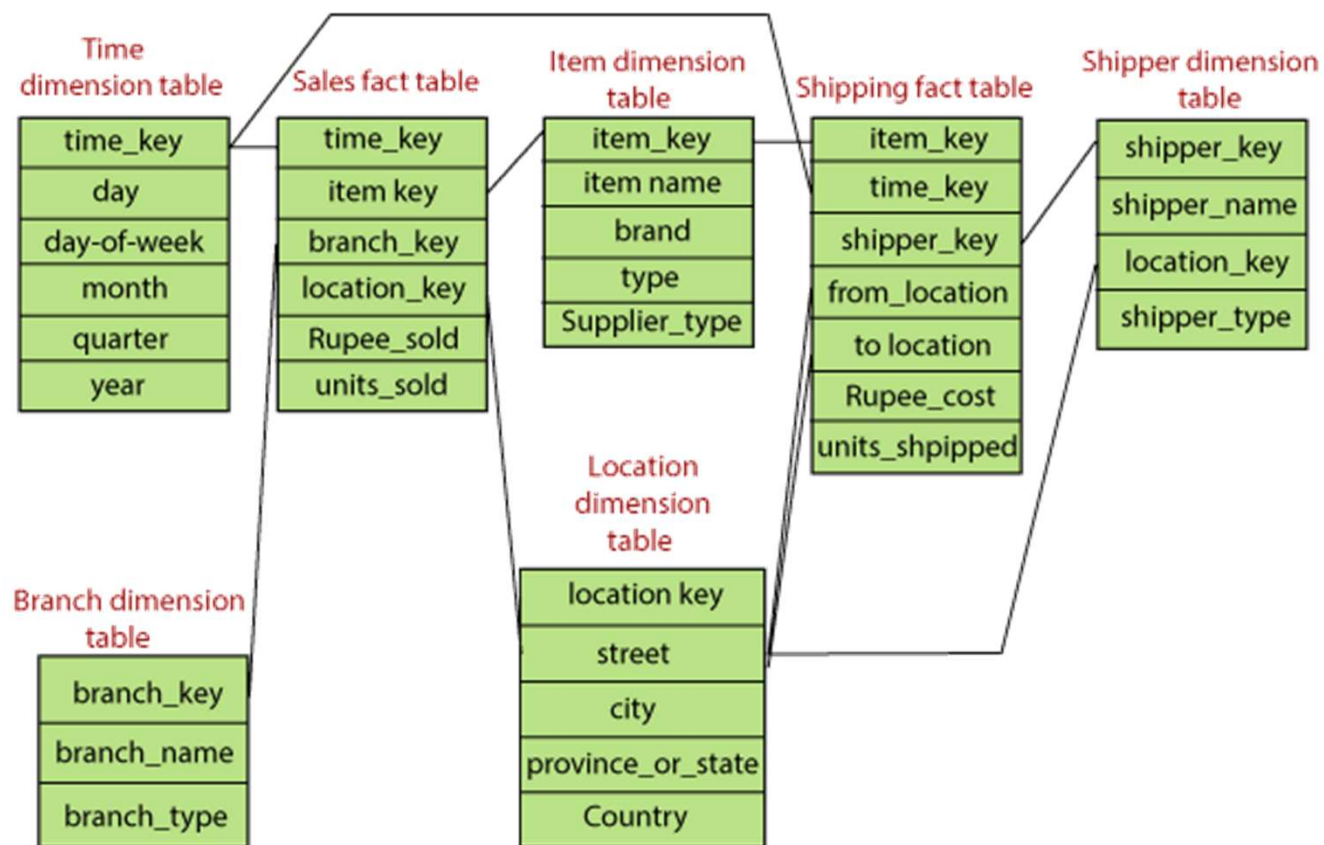 Time
dimension table
time_key
day
day-of-week
month
quarter
year
Sales fact table
time_key
item key
branch_key
location_key
Rupee_sold
units_sold
Item dimension
table
item_key
item name
brand
type
Supplier_type
Shipping fact table
item_key
time_key
shipper_key
from_location
to location
Rupee_cost
units_shpipped
Shipper dimension
table
shipper_key
shipper_name
location_key
shipper_type
Branch dimension
table
branch_key
branch_name
branch_type
Location
dimension
table
location key
street
city
province_or_state
Country